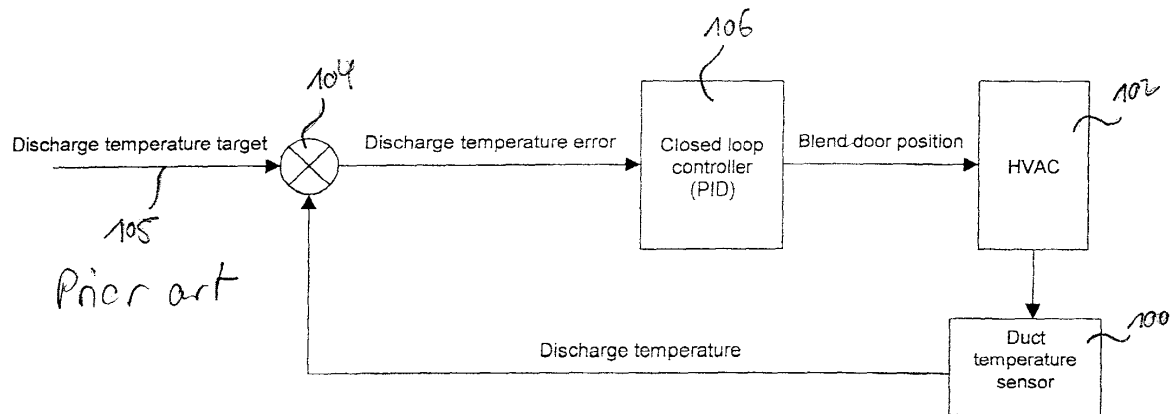 106
104
102
Discharge temperature target
Discharge temperature error
Closed loop
controller
(PID)
Blend door position
HVAC
105
Prior art
100
Discharge temperature
Duct
temperature
sensor